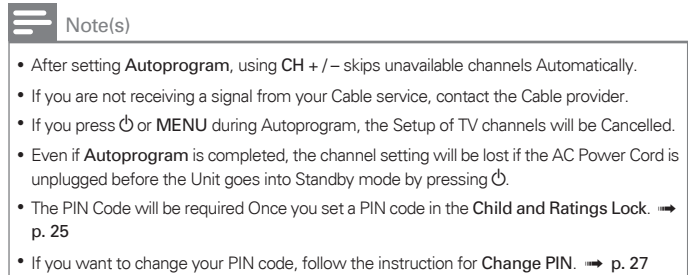 Note(s)
• After setting Autoprogram, using CH + / – skips unavailable channels Automatically.
• If you are not receiving a signal from your Cable service, contact the Cable provider.
• If you press ⏻ or MENU during Autoprogram, the Setup of TV channels will be Cancelled.
• Even if Autoprogram is completed, the channel setting will be lost if the AC Power Cord is
unplugged before the Unit goes into Standby mode by pressing ⏻.
• The PIN Code will be required Once you set a PIN code in the Child and Ratings Lock. ➟
p. 25
• If you want to change your PIN code, follow the instruction for Change PIN. ➟ p. 27